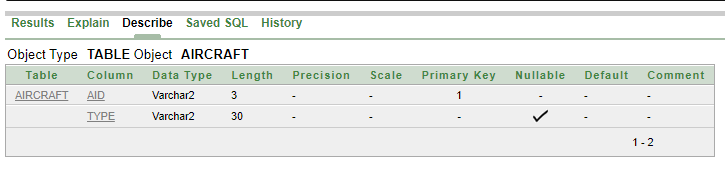 Results Explain Describe Saved SQL History
Object Type TABLE Object AIRCRAFT
Table Column Data Type Length Precision Scale Primary Key Nullable Default Comment
AIRCRAFT AID Varchar2 3 - - 1 - - -
TYPE Varchar2 30 - - - ✓ - -
1 - 2